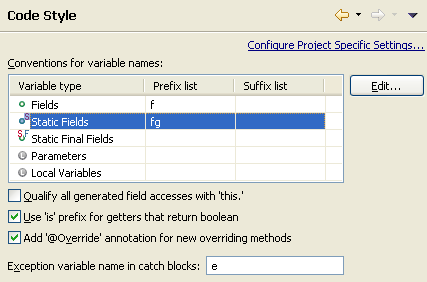 Code Style
Configure Project Specific Settings...
Conventions for variable names:
Variable type Prefix list Suffix list
Edit...
Fields f
S Static Fields fg
S F Static Final Fields
C Parameters
C Local Variables
Qualify all generated field accesses with 'this.'
Use 'is' prefix for getters that return boolean
Add '@Override' annotation for new overriding methods
Exception variable name in catch blocks: e